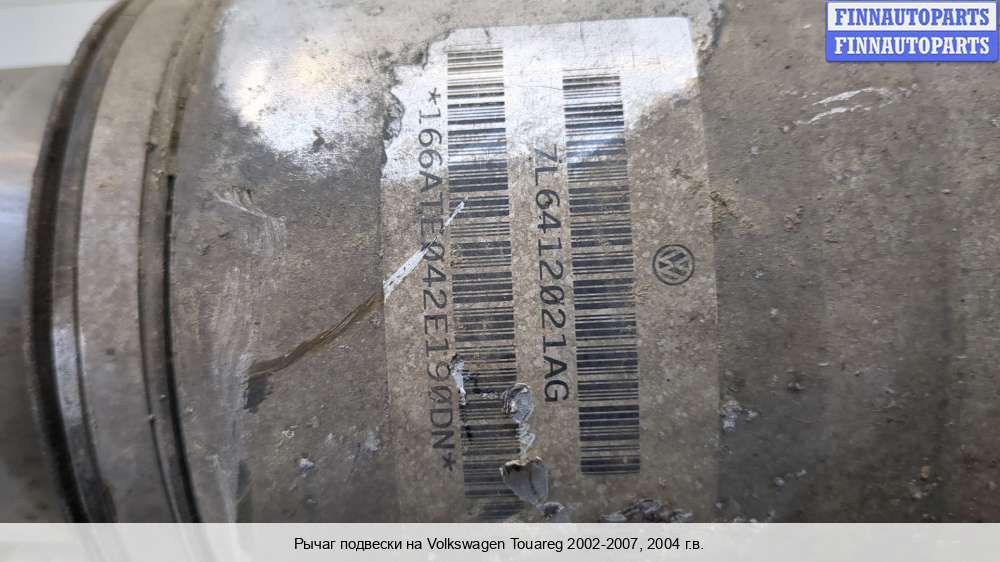 FINNAUTOPARTS
FINNAUTOPARTS
7L6412021AG
*166ATE042E190DN*
Рычаг подвески на Volkswagen Touareg 2002-2007, 2004 г.в.